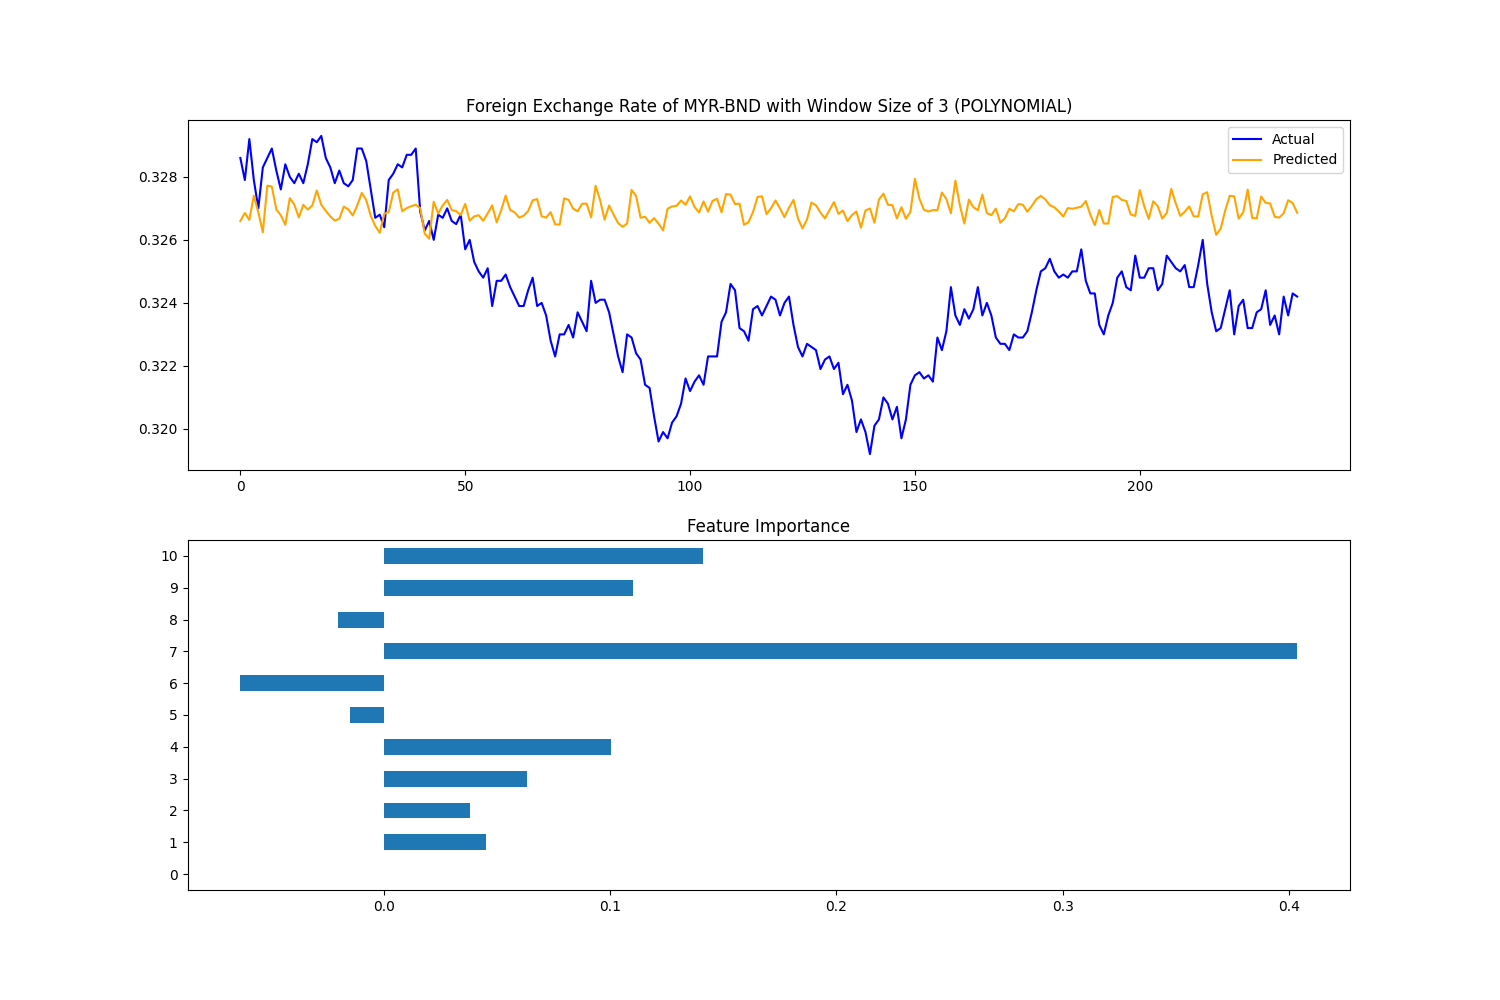 Foreign Exchange Rate of MYR-BND with Window Size of 3 (POLYNOMIAL)
Actual
Predicted
0.328
0.326
0.324
0.322
0.320
0 50 100 150 200
Feature Importance
10
9
8
7
6
5
4
3
2
1
0
0.0 0.1 0.2 0.3 0.4